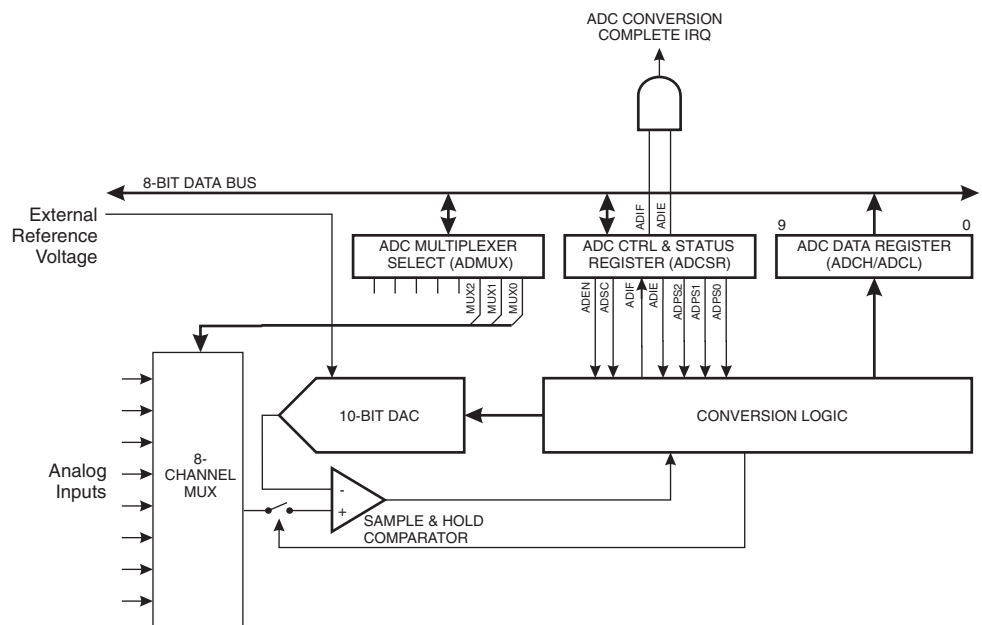 ADC CONVERSION
COMPLETE IRQ
8-BIT DATA BUS
External
Reference
Voltage
ADIF
ADIE
9
0
ADC MULTIPLEXER
SELECT (ADMUX)
ADC CTRL & STATUS
REGISTER (ADCSR)
ADC DATA REGISTER
(ADCH/ADCL)
MUX2
MUX1
MUX0
ADEN
ADSC
ADIF
ADIE
ADPS2
ADPS1
ADPS0
10-BIT DAC
CONVERSION LOGIC
Analog
Inputs
8-
CHANNEL
MUX
-
+
SAMPLE & HOLD
COMPARATOR